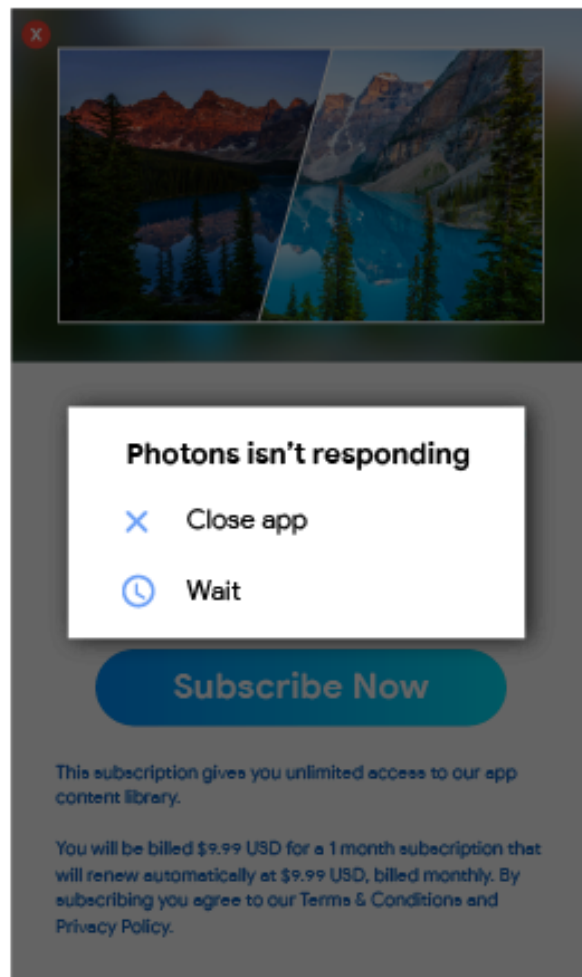 X
Photons isn't responding
Close app
Wait
Subscribe Now
This subscription gives you unlimited access to our app
content library.
You will be billed $9.99 USD for a 1 month subscription that
will renew automatically at $9.99 USD, billed monthly. By
subscribing you agree to our Terms & Conditions and
Privacy Policy.